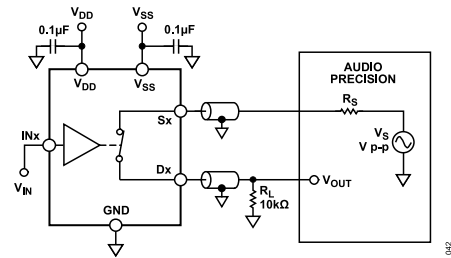 VDD
VSS
0.1µF
0.1µF
VDD
VSS
AUDIO
PRECISION
RS
Sx
INx
VS
V p-p
VIN
Dx
VOUT
RL
10kΩ
GND
042